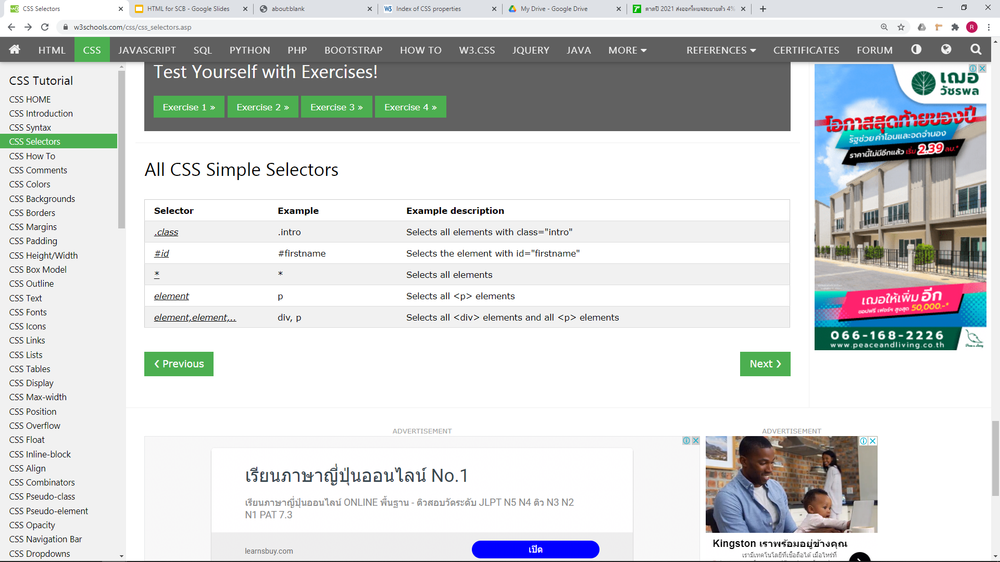 CSS Selectors
HTML for SCB - Google Slides
about:blank
Index of CSS properties
My Drive - Google Drive
คาดปี 2021 ส่งออกไทยจะขยายตัว 4%
w3schools.com/css/css_selectors.asp
R
HTML
CSS
JAVASCRIPT
SQL
PYTHON
PHP
BOOTSTRAP
HOW TO
W3.CSS
JQUERY
JAVA
MORE
REFERENCES
CERTIFICATES
FORUM
CSS Tutorial
CSS HOME
CSS Introduction
CSS Syntax
CSS Selectors
CSS How To
CSS Comments
CSS Colors
CSS Backgrounds
CSS Borders
CSS Margins
CSS Padding
CSS Height/Width
CSS Box Model
CSS Outline
CSS Text
CSS Fonts
CSS Icons
CSS Links
CSS Lists
CSS Tables
CSS Display
CSS Max-width
CSS Position
CSS Overflow
CSS Float
CSS Inline-block
CSS Align
CSS Combinators
CSS Pseudo-class
CSS Pseudo-element
CSS Opacity
CSS Navigation Bar
CSS Dropdowns
Test Yourself with Exercises!
Exercise 1 »
Exercise 2 »
Exercise 3 »
Exercise 4 »
All CSS Simple Selectors
Selector Example Example description
.class .intro Selects all elements with class="intro"
#id #firstname Selects the element with id="firstname"
* * Selects all elements
element p Selects all <p> elements
element,element,.. div, p Selects all <div> elements and all <p> elements
❮ Previous
Next ❯
เฌอ
วัชรพล
โอกาสสุดท้ายของปี
รัฐช่วยค่าโอนและจดจำนอง
ราคานี้ไม่มีอีกแล้ว เริ่ม 2.39 ลบ.*
เฌอให้เพิ่ม อีก
ชอปฟรี เฟอร์ฯ สูงสุด 50,000.-*
066-168-2226
www.peaceandliving.co.th
ADVERTISEMENT
เรียนภาษาญี่ปุ่นออนไลน์ No.1
เรียนภาษาญี่ปุ่นออนไลน์ ONLINE พื้นฐาน - ติวสอบวัดระดับ JLPT N5 N4 ติว N3 N2
N1 PAT 7.3
learnsbuy.com
เปิด
ADVERTISEMENT
Kingston เราพร้อมอยู่ข้างคุณ
เรามีเทคโนโลยีที่เชื่อถือได้ เมื่อไหร่ที่